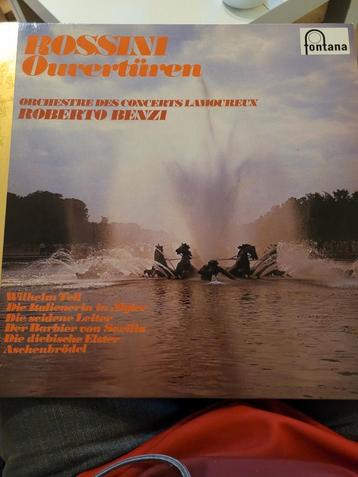 ROSSINI
Ouvertüren
fontana
ORCHESTRE DES CONCERTS LAMOUREUX
ROBERTO BENZI
Wilhelm Tell
Die Italienerin in Algier
Die seidene Leiter
Der Barbier von Sevilla
Die diebische Elster
Aschenbrödel